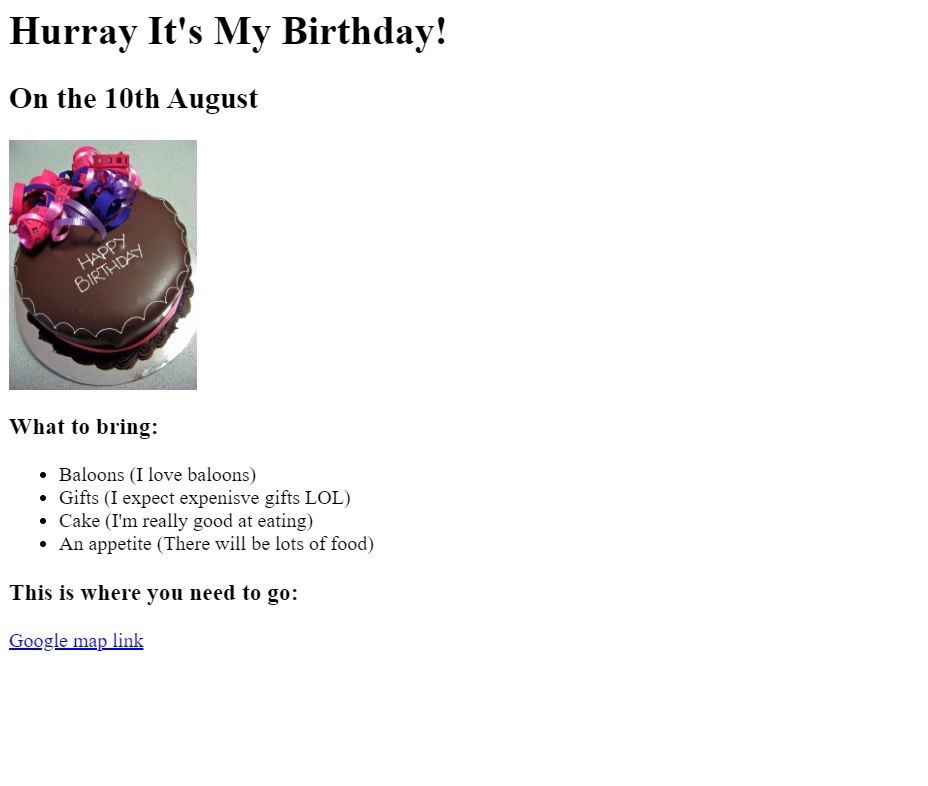 Hurray It's My Birthday!
On the 10th August
HAPPY
BIRTHDAY
What to bring:
Baloons (I love baloons)
Gifts (I expect expenisve gifts LOL)
Cake (I'm really good at eating)
An appetite (There will be lots of food)
This is where you need to go:
Google map link